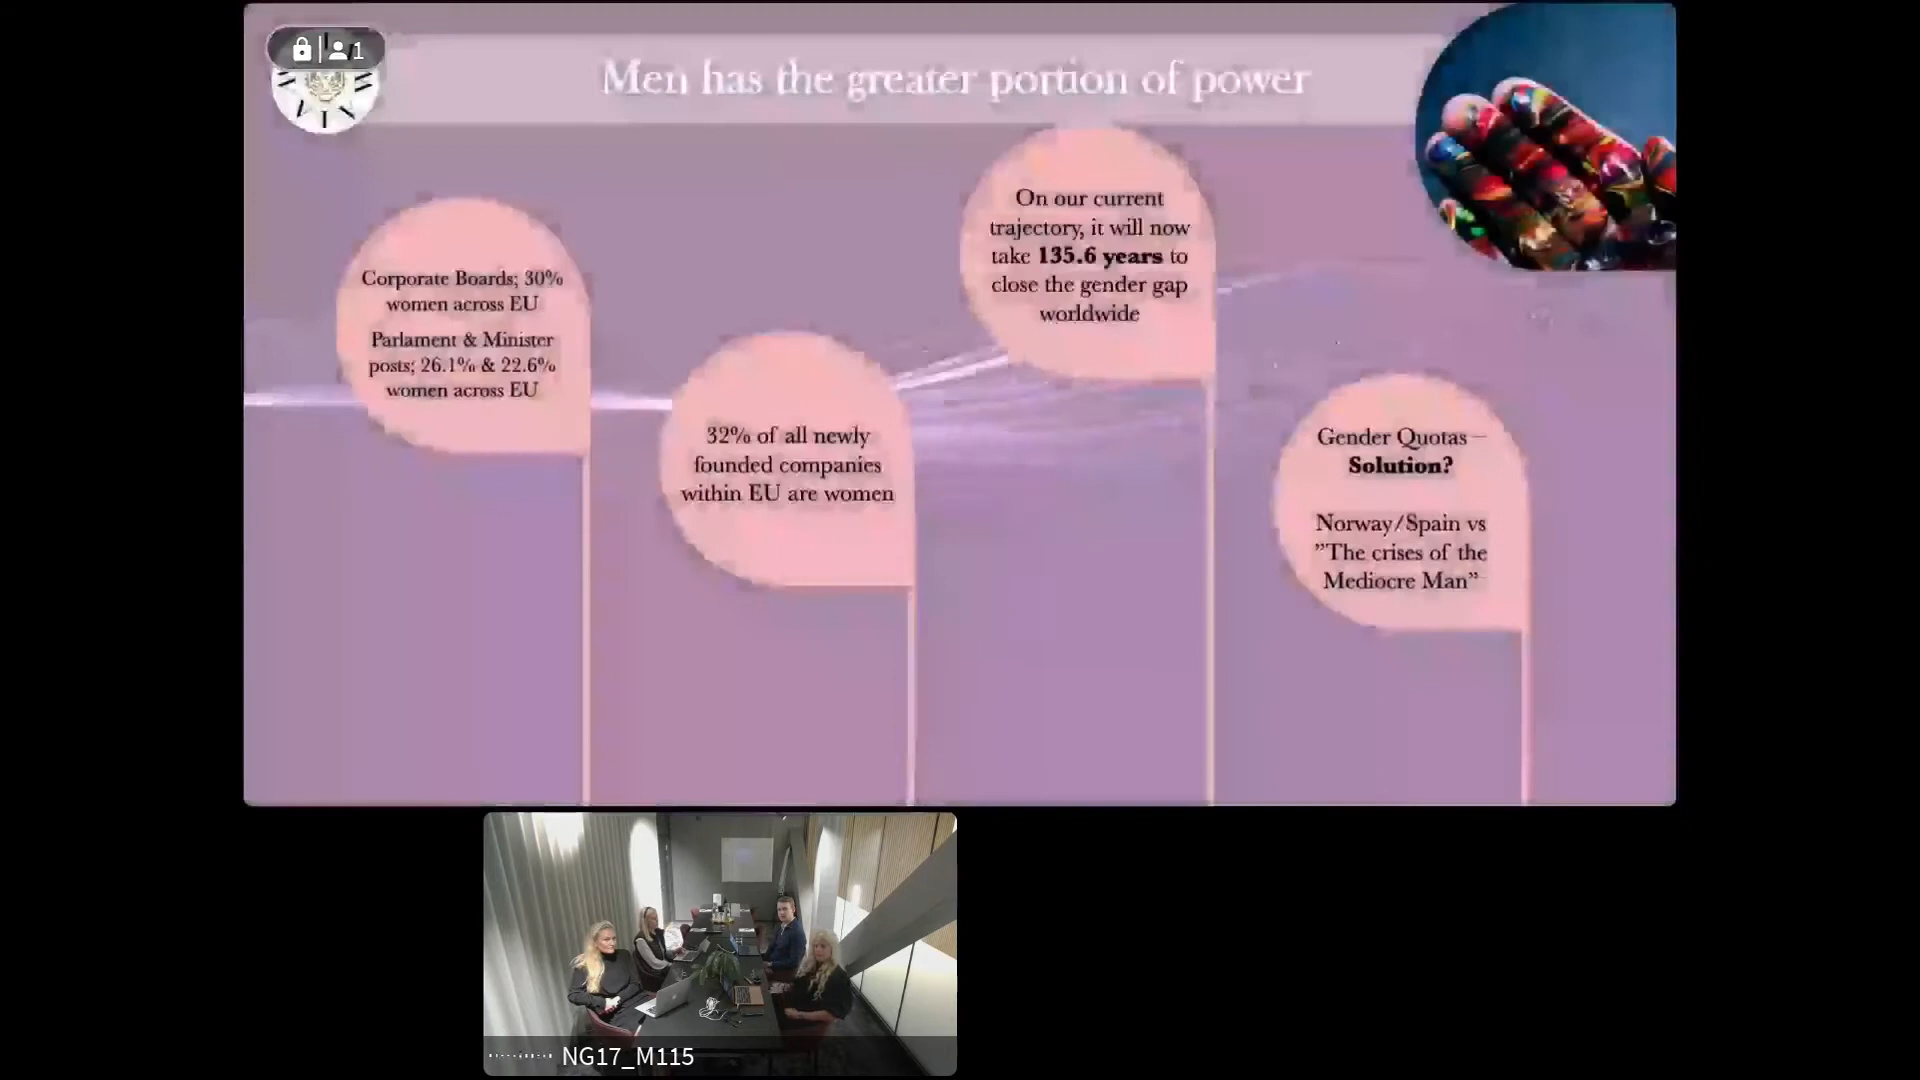 1
Men has the greater portion of power
Corporate Boards; 30%
women across EU
Parlament & Minister
posts; 26.1% & 22.6%
women across EU
32% of all newly
founded companies
within EU are women
On our current
trajectory, it will now
take 135.6 years to
close the gender gap
worldwide
Gender Quotas –
Solution?
Norway/Spain vs
”The crises of the
Mediocre Man”
NG17_M115